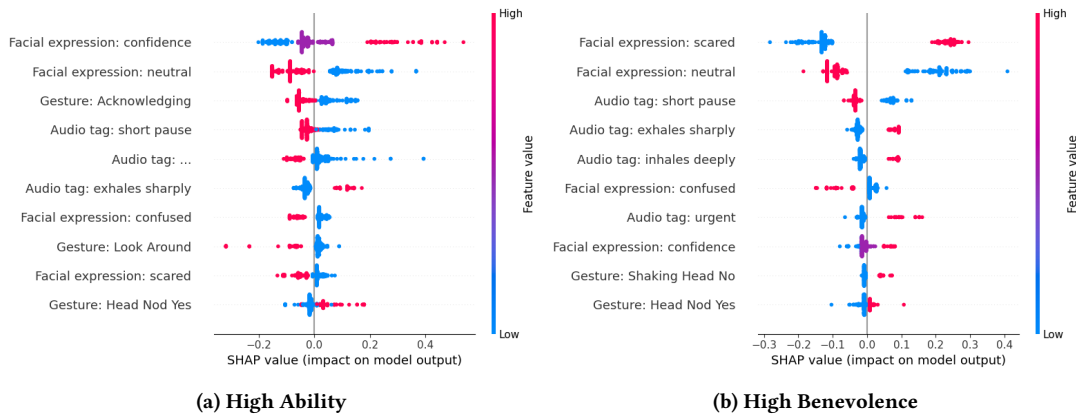 High
Facial expression: confidence
Facial expression: neutral
Gesture: Acknowledging
Audio tag: short pause
Audio tag: ...
Audio tag: exhales sharply
Facial expression: confused
Gesture: Look Around
Facial expression: scared
Gesture: Head Nod Yes
Feature value
Low
−0.2 0.0 0.2 0.4
SHAP value (impact on model output)
(a) High Ability
High
Facial expression: scared
Facial expression: neutral
Audio tag: short pause
Audio tag: exhales sharply
Audio tag: inhales deeply
Facial expression: confused
Audio tag: urgent
Facial expression: confidence
Gesture: Shaking Head No
Gesture: Head Nod Yes
Feature value
Low
−0.3 −0.2 −0.1 0.0 0.1 0.2 0.3 0.4
SHAP value (impact on model output)
(b) High Benevolence